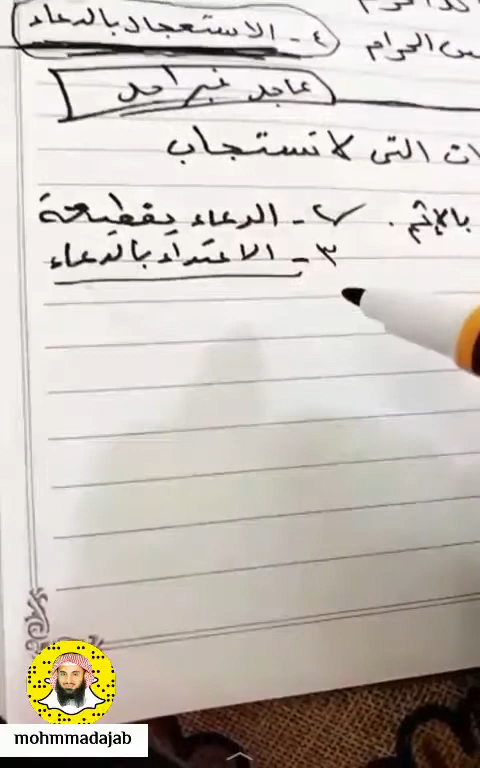 ٤ - الاستعجال بالدعاء
الحرام
عاجل غير آجل
التي لا تستجاب
بالإثم. ٢ - الدعاء بقطيعة
٣ - الاعتداء بالدعاء
mohmmadajab